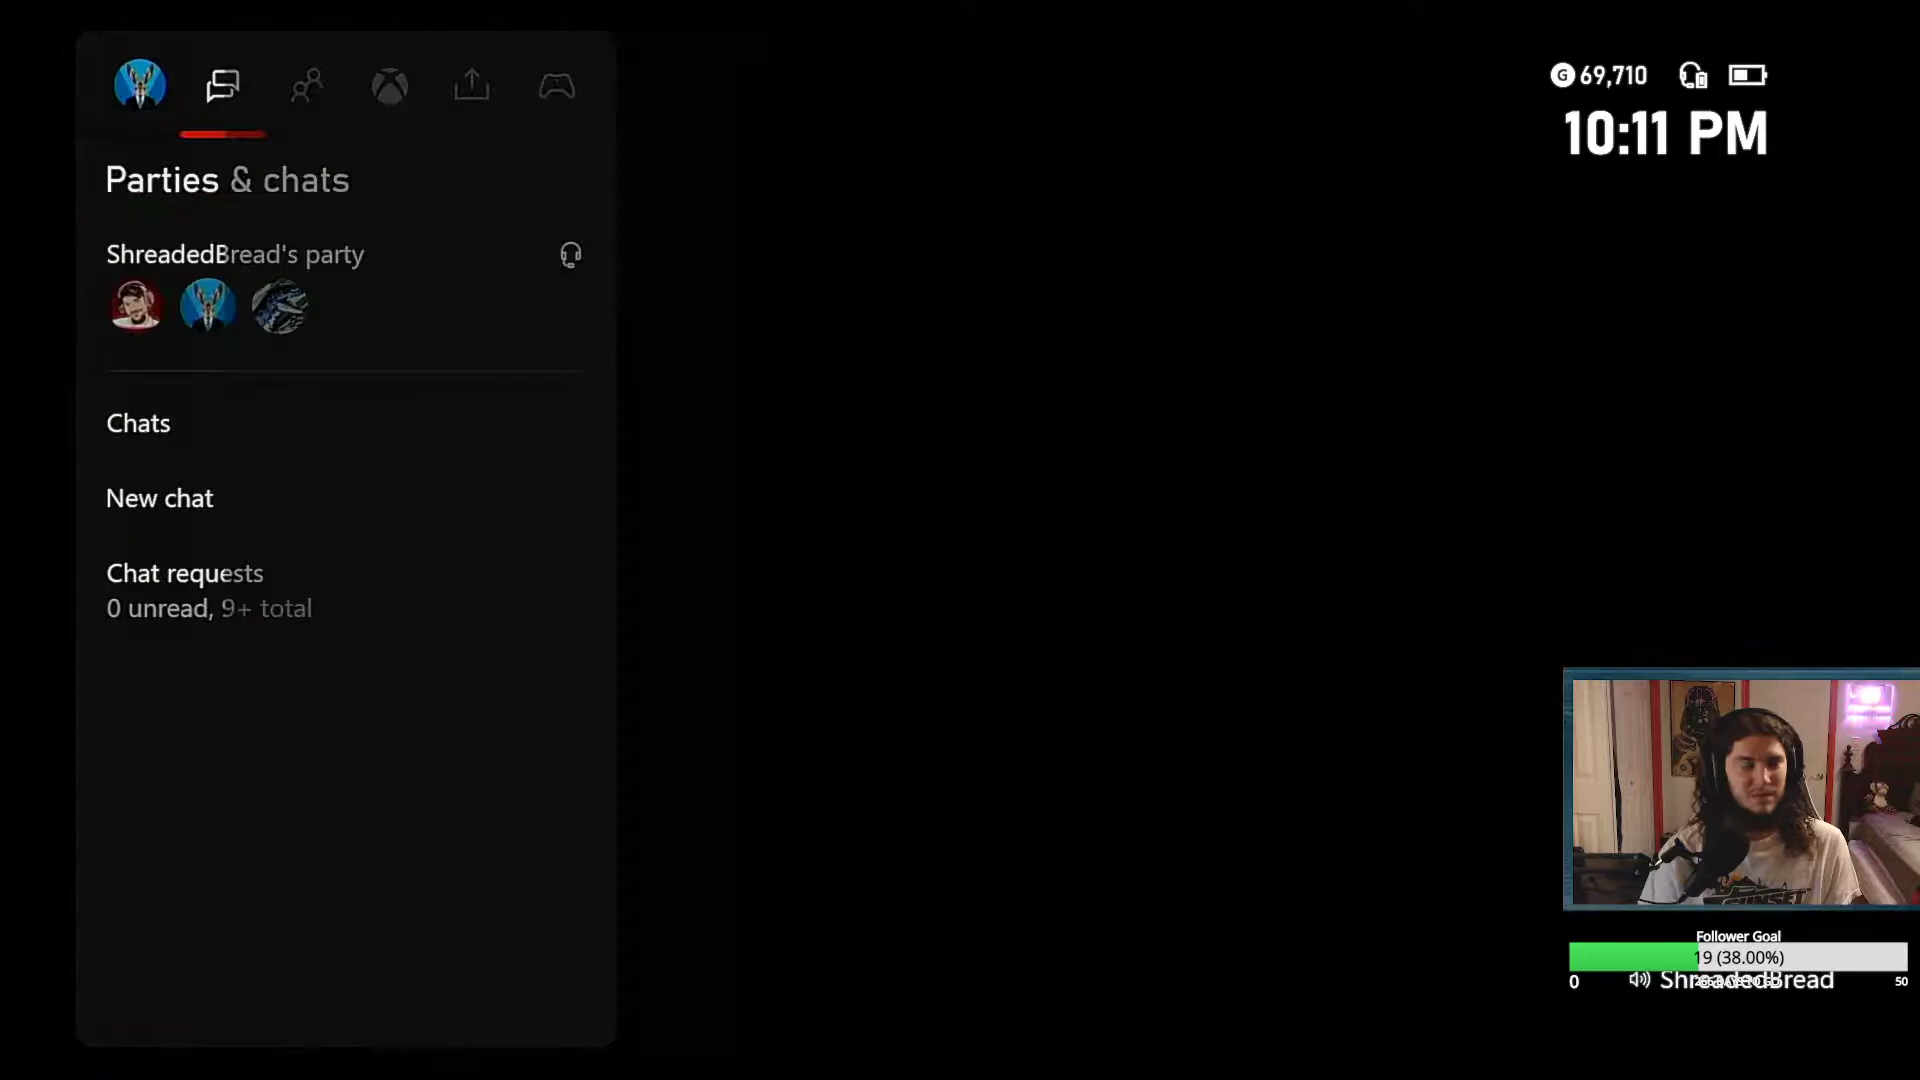 G 69,710
10:11 PM
Parties & chats
ShreadedBread's party
Chats
New chat
Chat requests
0 unread, 9+ total
Follower Goal
19 (38.00%)
0
ShreadedBread
50